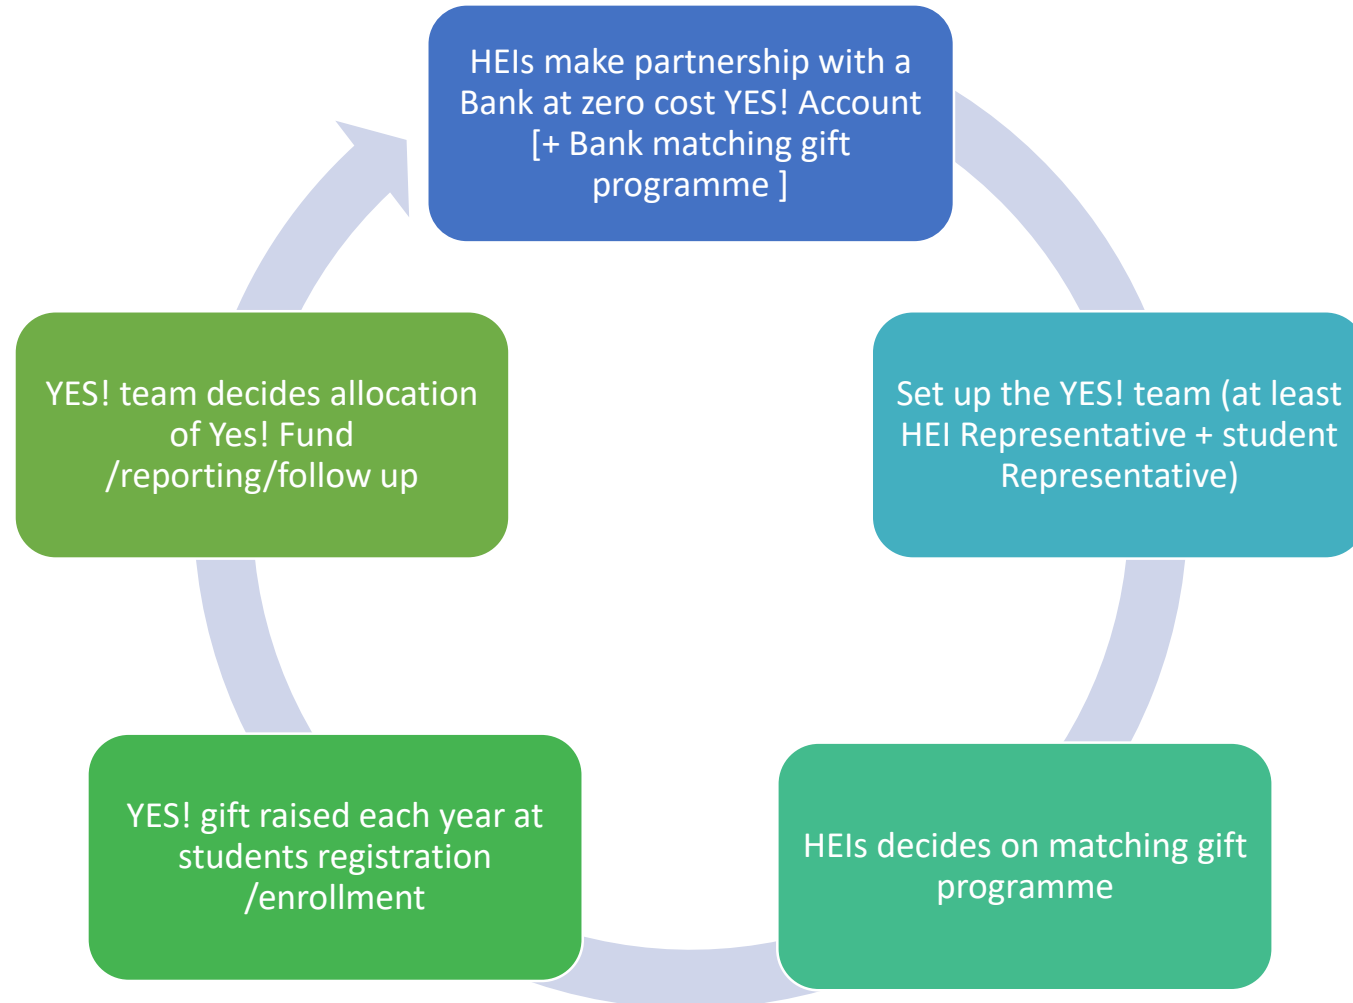 HEIs make partnership with a
Bank at zero cost YES! Account
[+ Bank matching gift
programme ]
Set up the YES! team (at least
HEI Representative + student
Representative)
HEIs decides on matching gift
programme
YES! gift raised each year at
students registration
/enrollment
YES! team decides allocation
of Yes! Fund
/reporting/follow up